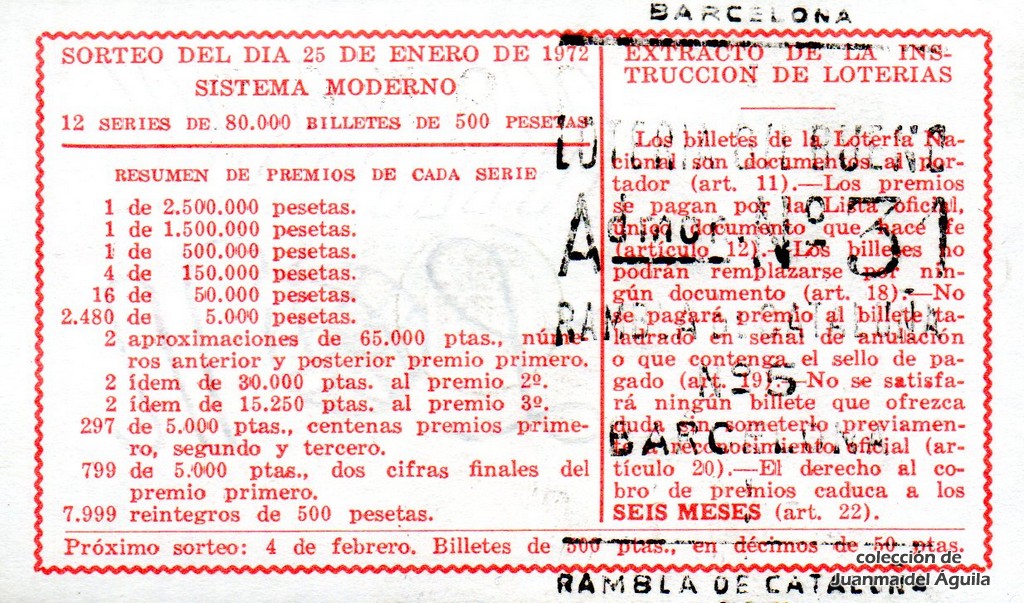 BARCELONA
SORTEO DEL DIA 25 DE ENERO DE 1972
SISTEMA MODERNO
12 SERIES DE 80.000 BILLETES DE 500 PESETAS
RESUMEN DE PREMIOS DE CADA SERIE
1 de 2.500.000 pesetas.
1 de 1.500.000 pesetas.
1 de 500.000 pesetas.
4 de 150.000 pesetas.
16 de 50.000 pesetas.
2.480 de 5.000 pesetas.
2 aproximaciones de 65.000 ptas., núme-
ros anterior y posterior premio primero.
2 ídem de 30.000 ptas. al premio 2º.
2 ídem de 15.250 ptas. al premio 3º.
297 de 5.000 ptas., centenas premios prime-
ro, segundo y tercero.
799 de 5.000 ptas., dos cifras finales del
premio primero.
7.999 reintegros de 500 pesetas.
EXTRACTO DE LA INS-
TRUCCION DE LOTERIAS
Los billetes de la Lotería Na-
cional son documentos al por-
tador (art. 11).—Los premios
se pagan por la Lista oficial,
único documento que hace fe
(artículo 12).—Los billetes no
podrán remplazarse por nin-
gún documento (art. 18).—No
se pagará premio al billete ta-
ladrado en señal de anulación
o que contenga el sello de pa-
gado (art. 19).—No se satisfa-
rá ningún billete que ofrezca
duda sin someterlo previamen-
te a reconocimiento oficial (ar-
tículo 20).—El derecho al co-
bro de premios caduca a los
SEIS MESES (art. 22).
Admor. Nº 31
RAMBLA DE CATALUÑA
Nº 5
BARCELONA
Próximo sorteo: 4 de febrero. Billetes de 500 ptas., en décimos de 50 ptas.
colección de
Juanma del Águila
RAMBLA DE CATALUÑA